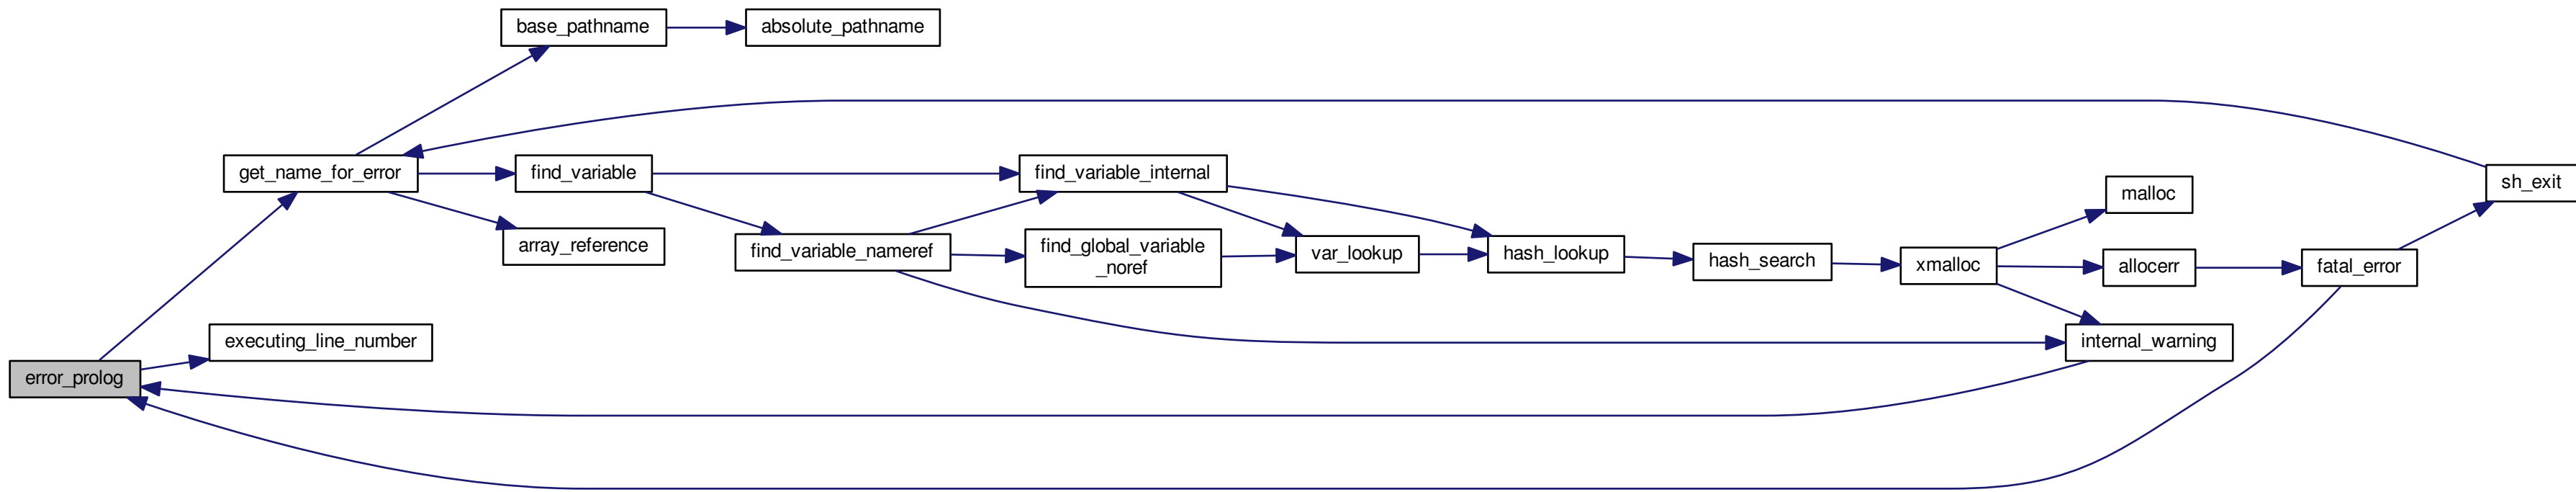 base_pathname
absolute_pathname
get_name_for_error
find_variable
find_variable_internal
sh_exit
malloc
array_reference
find_variable_nameref
find_global_variable
_noref
var_lookup
hash_lookup
hash_search
xmalloc
allocerr
fatal_error
executing_line_number
internal_warning
error_prolog